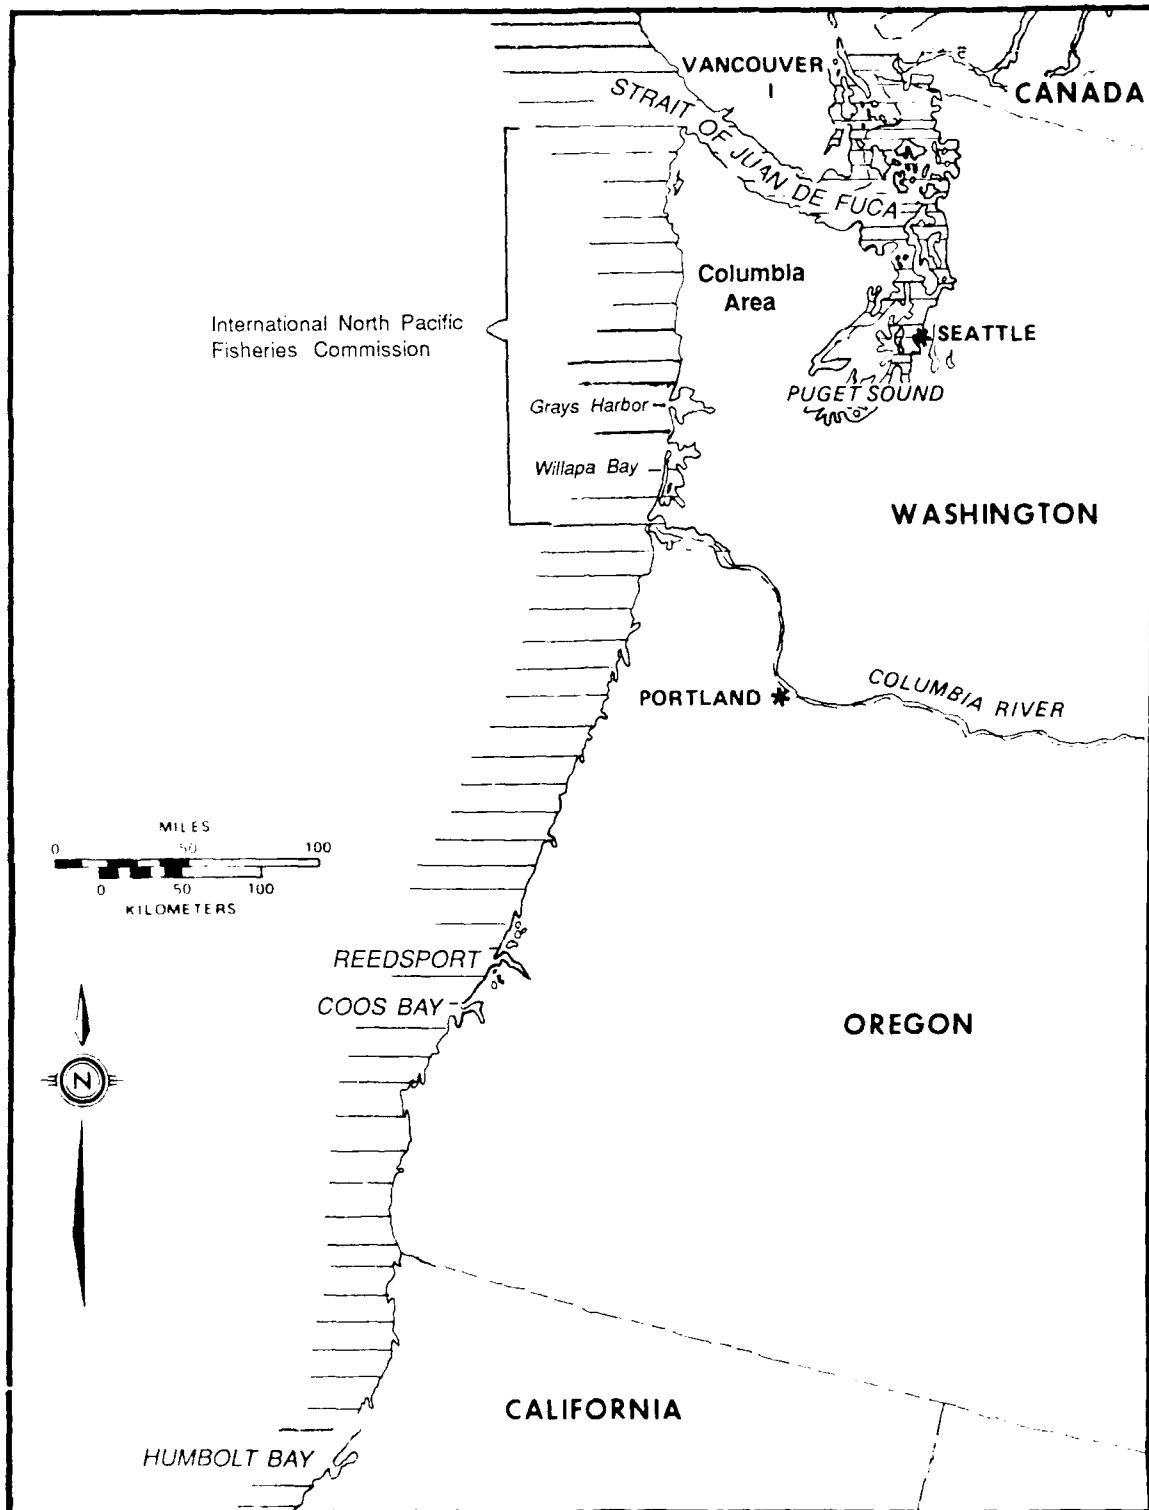 VANCOUVER
I
CANADA
STRAIT OF JUAN DE FUCA
Columbia
Area
International North Pacific
Fisheries Commission
SEATTLE
PUGET SOUND
Grays Harbor
Willapa Bay
WASHINGTON
COLUMBIA RIVER
PORTLAND
MILES
0 50 100
0 50 100
KILOMETERS
REEDSPORT
COOS BAY
OREGON
N
CALIFORNIA
HUMBOLT BAY